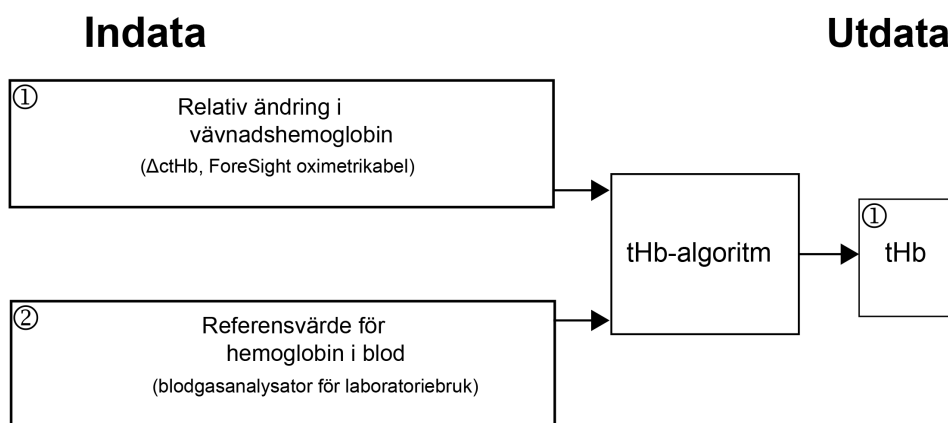 Indata
Utdata
①
Relativ ändring i
vävnadshemoglobin
(ΔctHb, ForeSight oximetrikabel)
②
Referensvärde för
hemoglobin i blod
(blodgasanalysator för laboratoriebruk)
tHb-algoritm
①
tHb